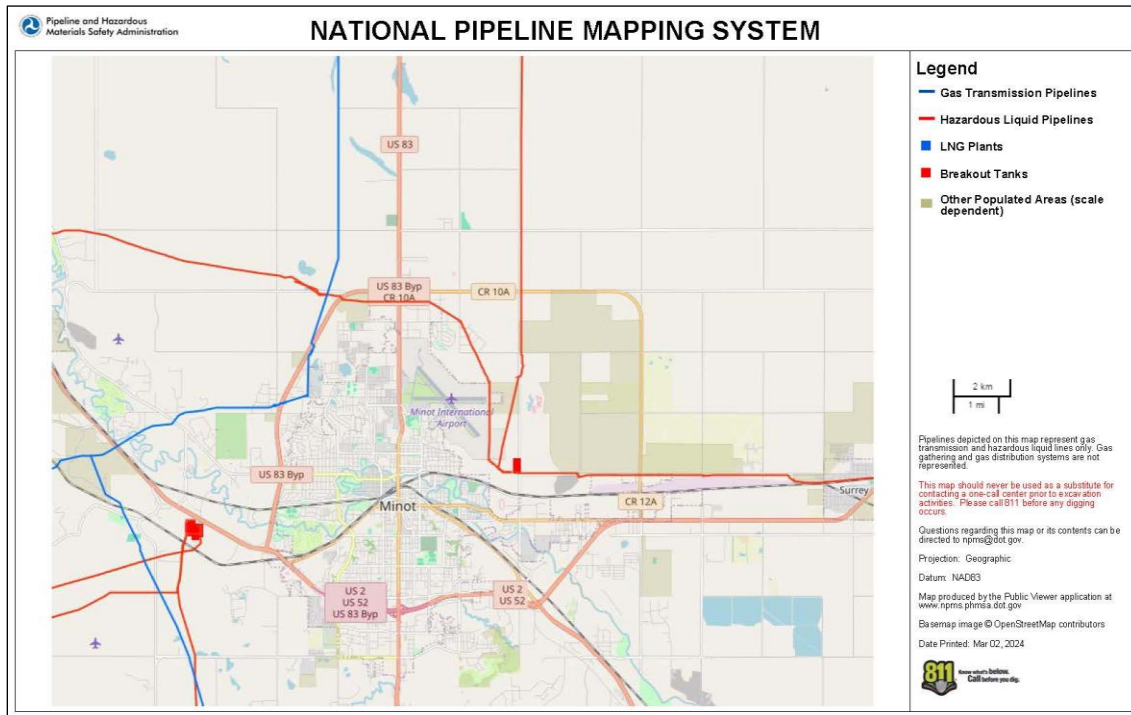 Pipeline and Hazardous
Materials Safety Administration
NATIONAL PIPELINE MAPPING SYSTEM
US 83
US 83 Byp
CR 10A
CR 10A
Minot International
Airport
US 83 Byp
Minot
CR 12A
Surrey
US 2
US 52
US 83 Byp
US 2
US 52
Legend
Gas Transmission Pipelines
Hazardous Liquid Pipelines
LNG Plants
Breakout Tanks
Other Populated Areas (scale
dependent)
2 km
1 mi
Pipelines depicted on this map represent gas
transmission and hazardous liquid lines only. Gas
gathering and gas distribution systems are not
represented.
This map should never be used as a substitute for
contacting a one-call center prior to excavation
activities. Please call 811 before any digging
occurs.
Questions regarding this map or its contents can be
directed to npms@dot.gov.
Projection: Geographic
Datum: NAD83
Map produced by the Public Viewer application at
www.npms.phmsa.dot.gov
Basemap image © OpenStreetMap contributors
Date Printed: Mar 02, 2024
811
Know what's below.
Call before you dig.